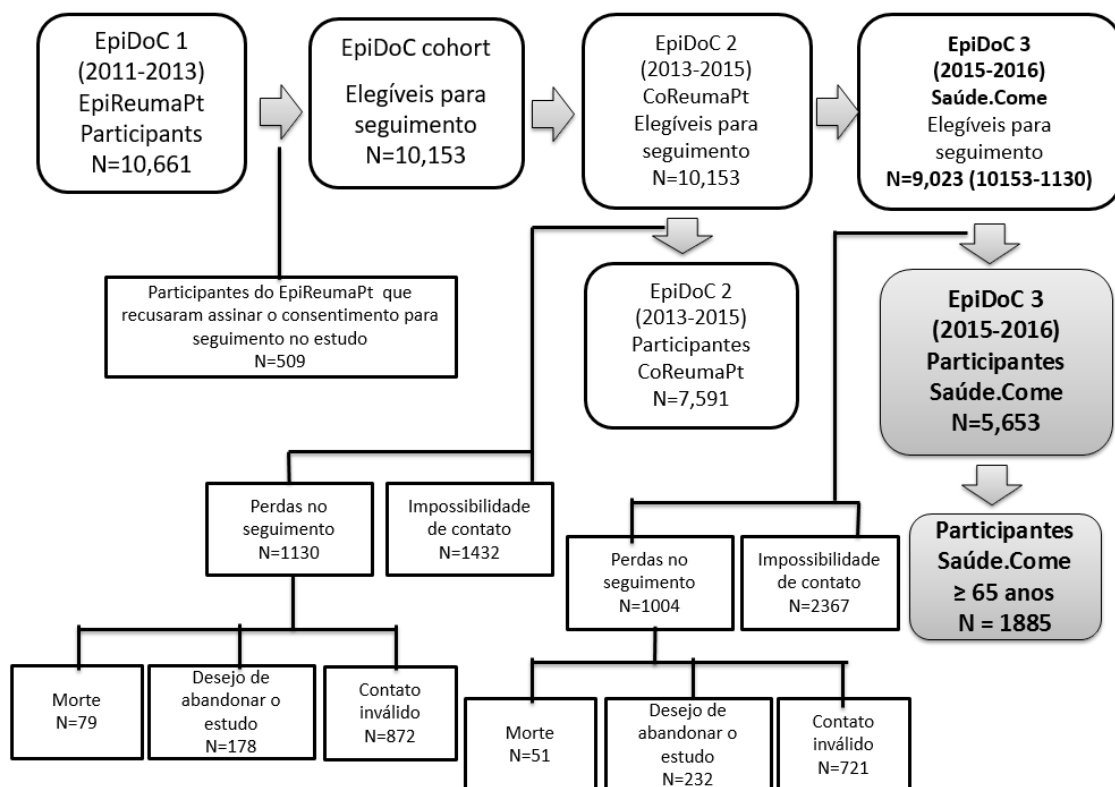 EpiDoC 1
(2011-2013)
EpiReumaPt
Participants
N=10,661
EpiDoC cohort
Elegíveis para
seguimento
N=10,153
EpiDoC 2
(2013-2015)
CoReumaPt
Elegíveis para
seguimento
N=10,153
EpiDoC 3
(2015-2016)
Saúde.Come
Elegíveis para
seguimento
N=9,023 (10153-1130)
Participantes do EpiReumaPt que
recusaram assinar o consentimento para
seguimento no estudo
N=509
EpiDoC 2
(2013-2015)
Participantes
CoReumaPt
N=7,591
EpiDoC 3
(2015-2016)
Participantes
Saúde.Come
N=5,653
Perdas no
seguimento
N=1130
Impossibilidade
de contato
N=1432
Perdas no
seguimento
N=1004
Impossibilidade
de contato
N=2367
Participantes
Saúde.Come
≥ 65 anos
N = 1885
Morte
N=79
Desejo de
abandonar o
estudo
N=178
Contato
inválido
N=872
Morte
N=51
Desejo de
abandonar o
estudo
N=232
Contato
inválido
N=721